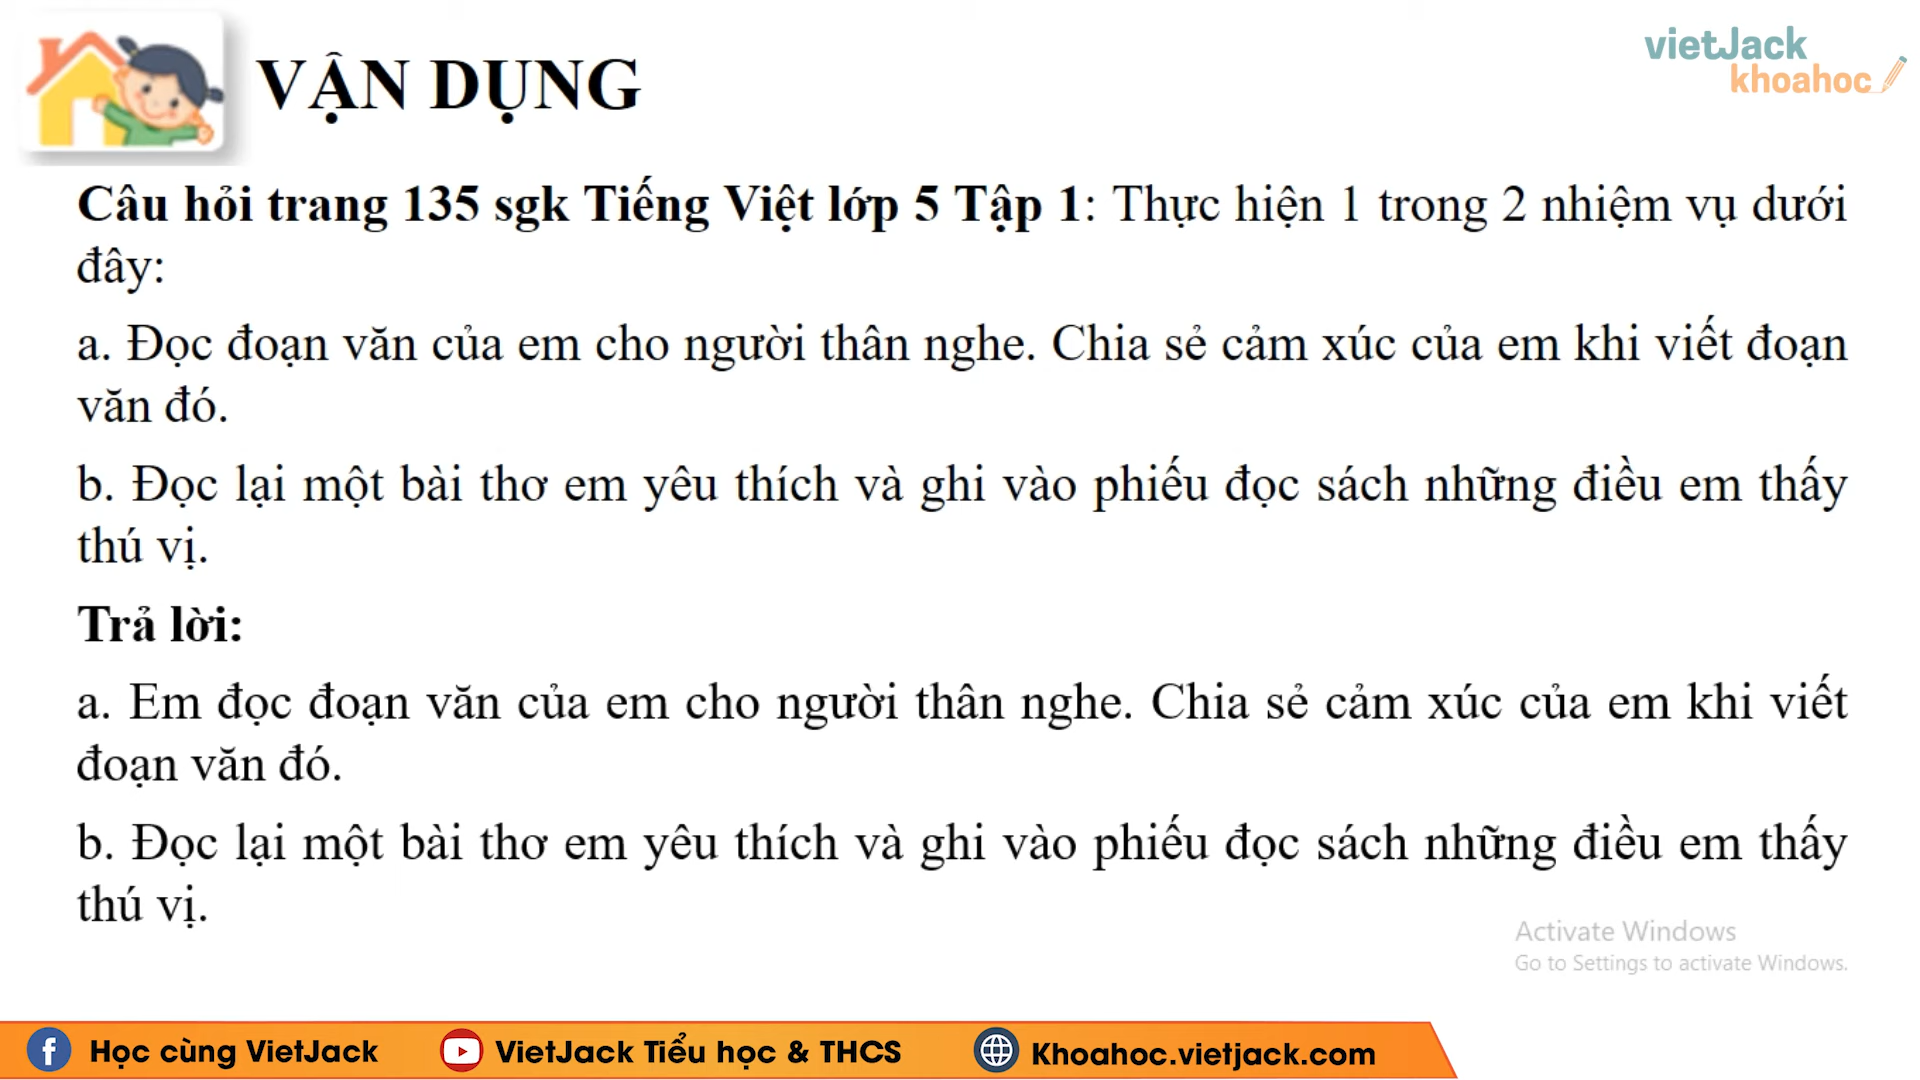 VẬN DỤNG
vietJack
khoahoc
Câu hỏi trang 135 sgk Tiếng Việt lớp 5 Tập 1: Thực hiện 1 trong 2 nhiệm vụ dưới
đây:
a. Đọc đoạn văn của em cho người thân nghe. Chia sẻ cảm xúc của em khi viết đoạn
văn đó.
b. Đọc lại một bài thơ em yêu thích và ghi vào phiếu đọc sách những điều em thấy
thú vị.
Trả lời:
a. Em đọc đoạn văn của em cho người thân nghe. Chia sẻ cảm xúc của em khi viết
đoạn văn đó.
b. Đọc lại một bài thơ em yêu thích và ghi vào phiếu đọc sách những điều em thấy
thú vị.
Activate Windows
Go to Settings to activate Windows.
Học cùng VietJack
VietJack Tiểu học & THCS
Khoahoc.vietjack.com